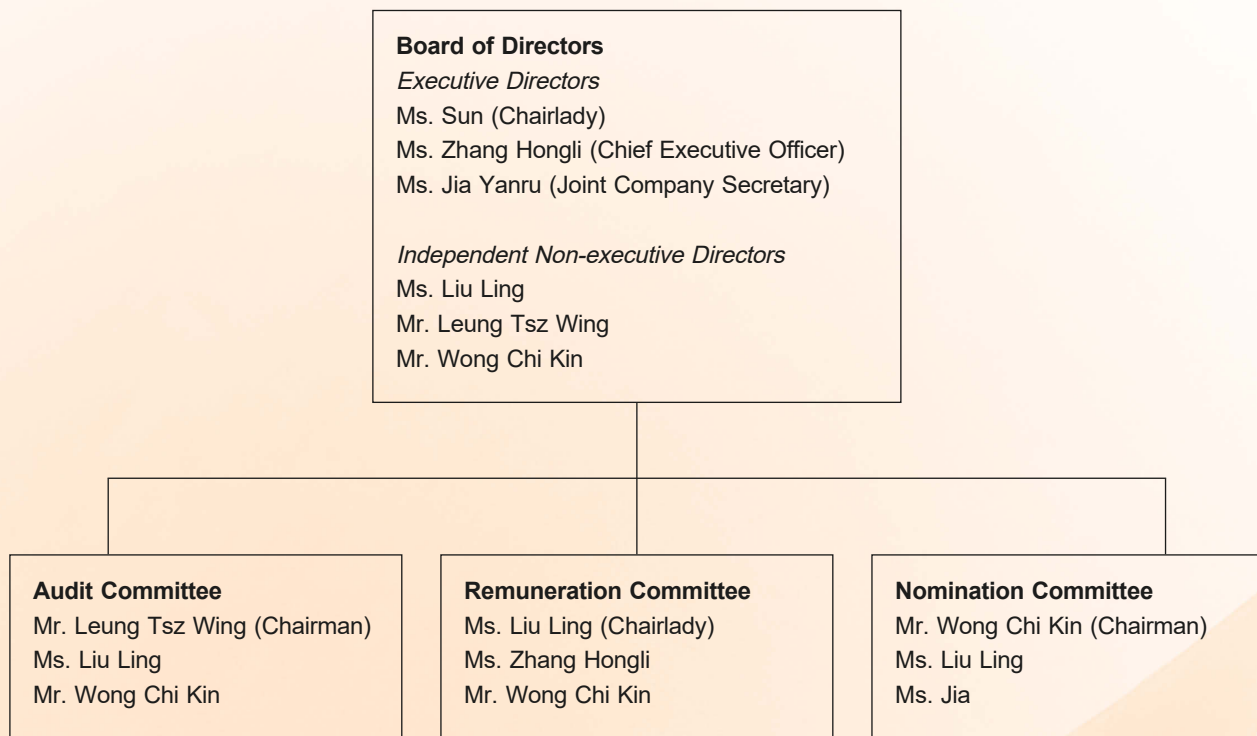 Board of Directors
Executive Directors
Ms. Sun (Chairlady)
Ms. Zhang Hongli (Chief Executive Officer)
Ms. Jia Yanru (Joint Company Secretary)
Independent Non-executive Directors
Ms. Liu Ling
Mr. Leung Tsz Wing
Mr. Wong Chi Kin
Audit Committee
Mr. Leung Tsz Wing (Chairman)
Ms. Liu Ling
Mr. Wong Chi Kin
Remuneration Committee
Ms. Liu Ling (Chairlady)
Ms. Zhang Hongli
Mr. Wong Chi Kin
Nomination Committee
Mr. Wong Chi Kin (Chairman)
Ms. Liu Ling
Ms. Jia